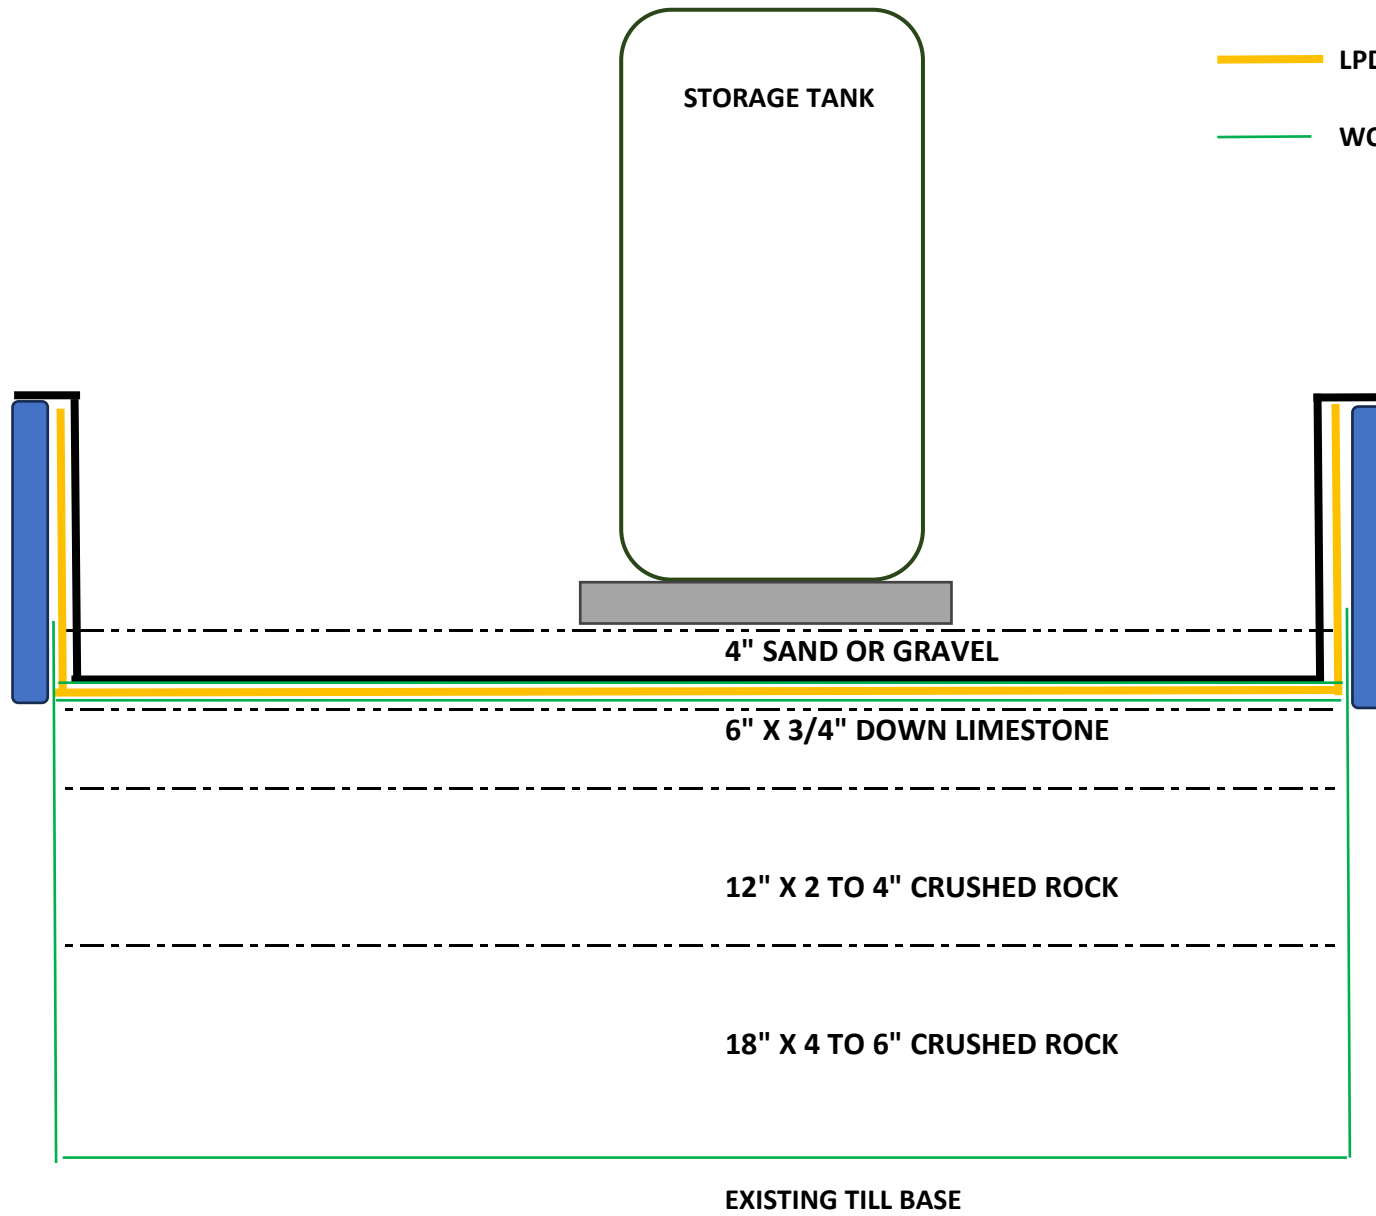 STORAGE TANK
4" SAND OR GRAVEL
6" X 3/4" DOWN LIMESTONE
12" X 2 TO 4" CRUSHED ROCK
18" X 4 TO 6" CRUSHED ROCK
EXISTING TILL BASE